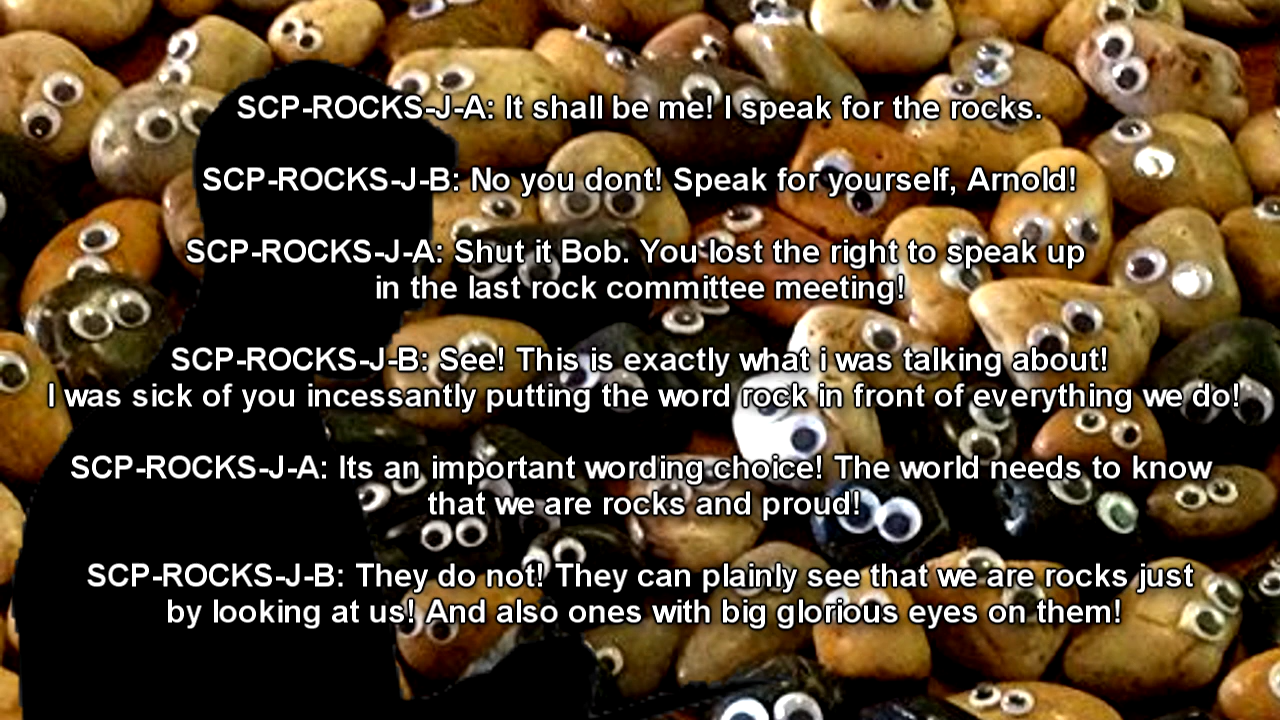 SCP-ROCKS-J-A: It shall be me! I speak for the rocks.
SCP-ROCKS-J-B: No you dont! Speak for yourself, Arnold!
SCP-ROCKS-J-A: Shut it Bob. You lost the right to speak up
in the last rock committee meeting!
SCP-ROCKS-J-B: See! This is exactly what i was talking about!
I was sick of you incessantly putting the word rock in front of everything we do!
SCP-ROCKS-J-A: Its an important wording choice! The world needs to know
that we are rocks and proud!
SCP-ROCKS-J-B: They do not! They can plainly see that we are rocks just
by looking at us! And also ones with big glorious eyes on them!